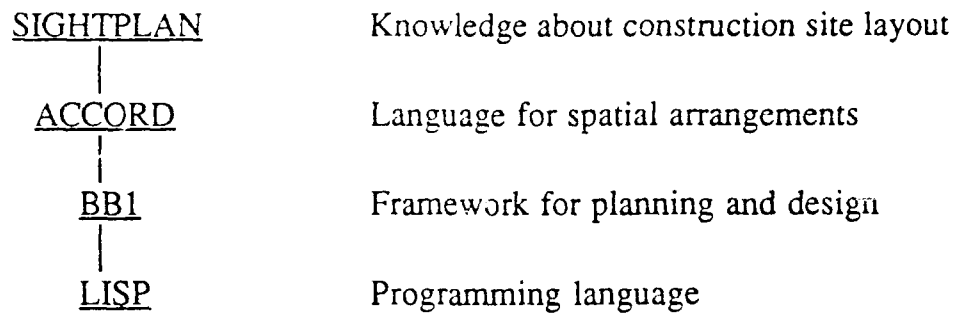 SIGHTPLAN Knowledge about construction site layout
ACCORD Language for spatial arrangements
BB1 Framework for planning and design
LISP Programming language